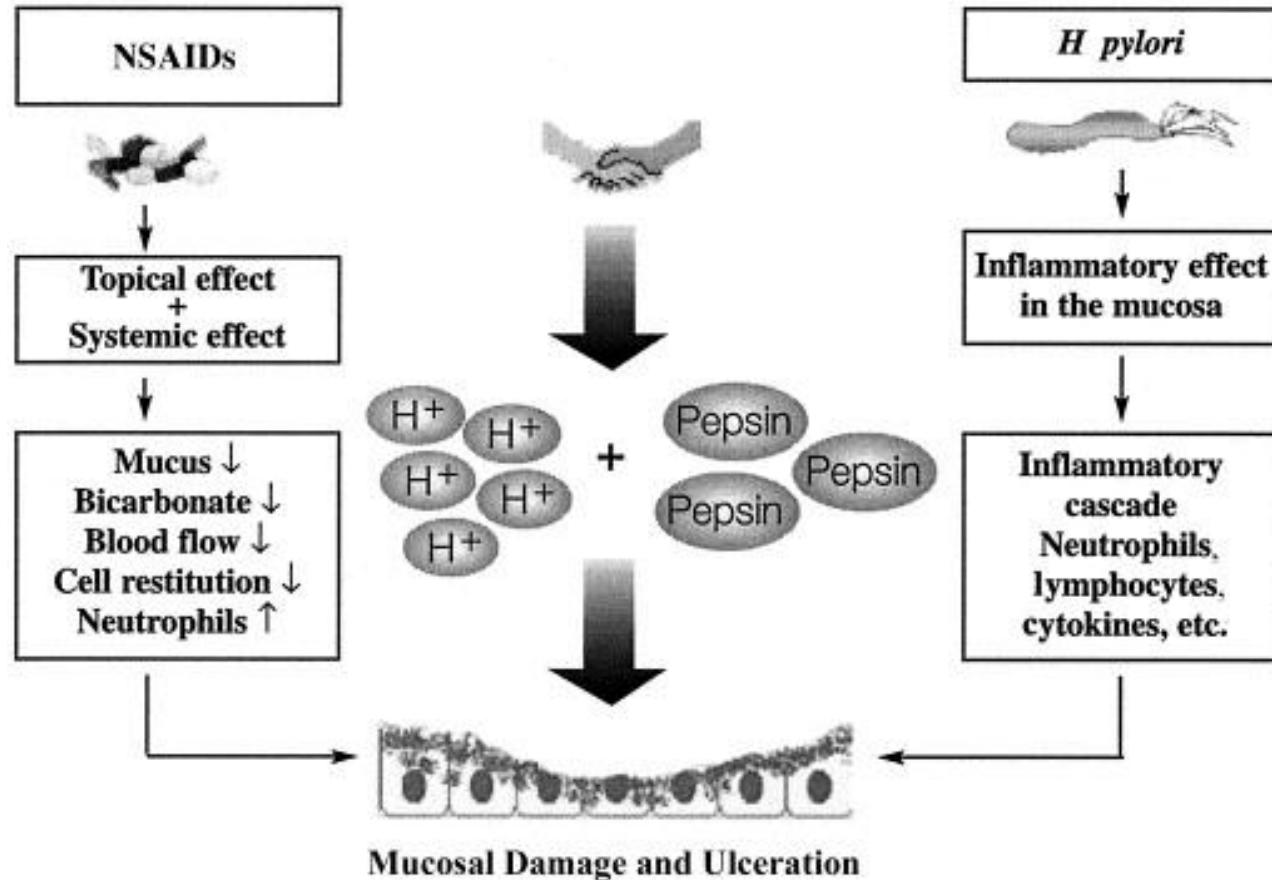 NSAIDs
Topical effect
+
Systemic effect
Mucus ↓
Bicarbonate ↓
Blood flow ↓
Cell restitution ↓
Neutrophils ↑
H+
H+
H+
H+
H+
+
Pepsin
Pepsin
Pepsin
H pylori
Inflammatory effect
in the mucosa
Inflammatory
cascade
Neutrophils,
lymphocytes,
cytokines, etc.
Mucosal Damage and Ulceration